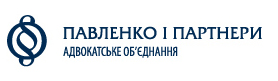 ПАВЛЕНКО І ПАРТНЕРИ
АДВОКАТСЬКЕ ОБ'ЄДНАННЯ